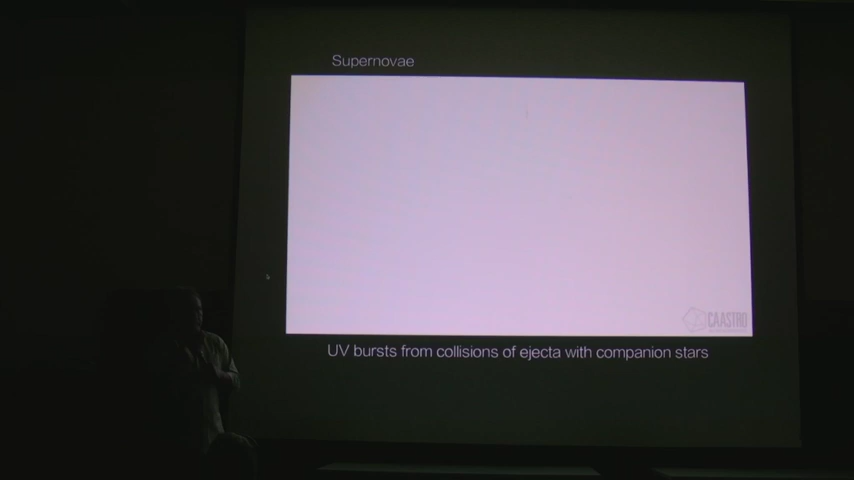 Supernovae
CAASTRO
UV bursts from collisions of ejecta with companion stars